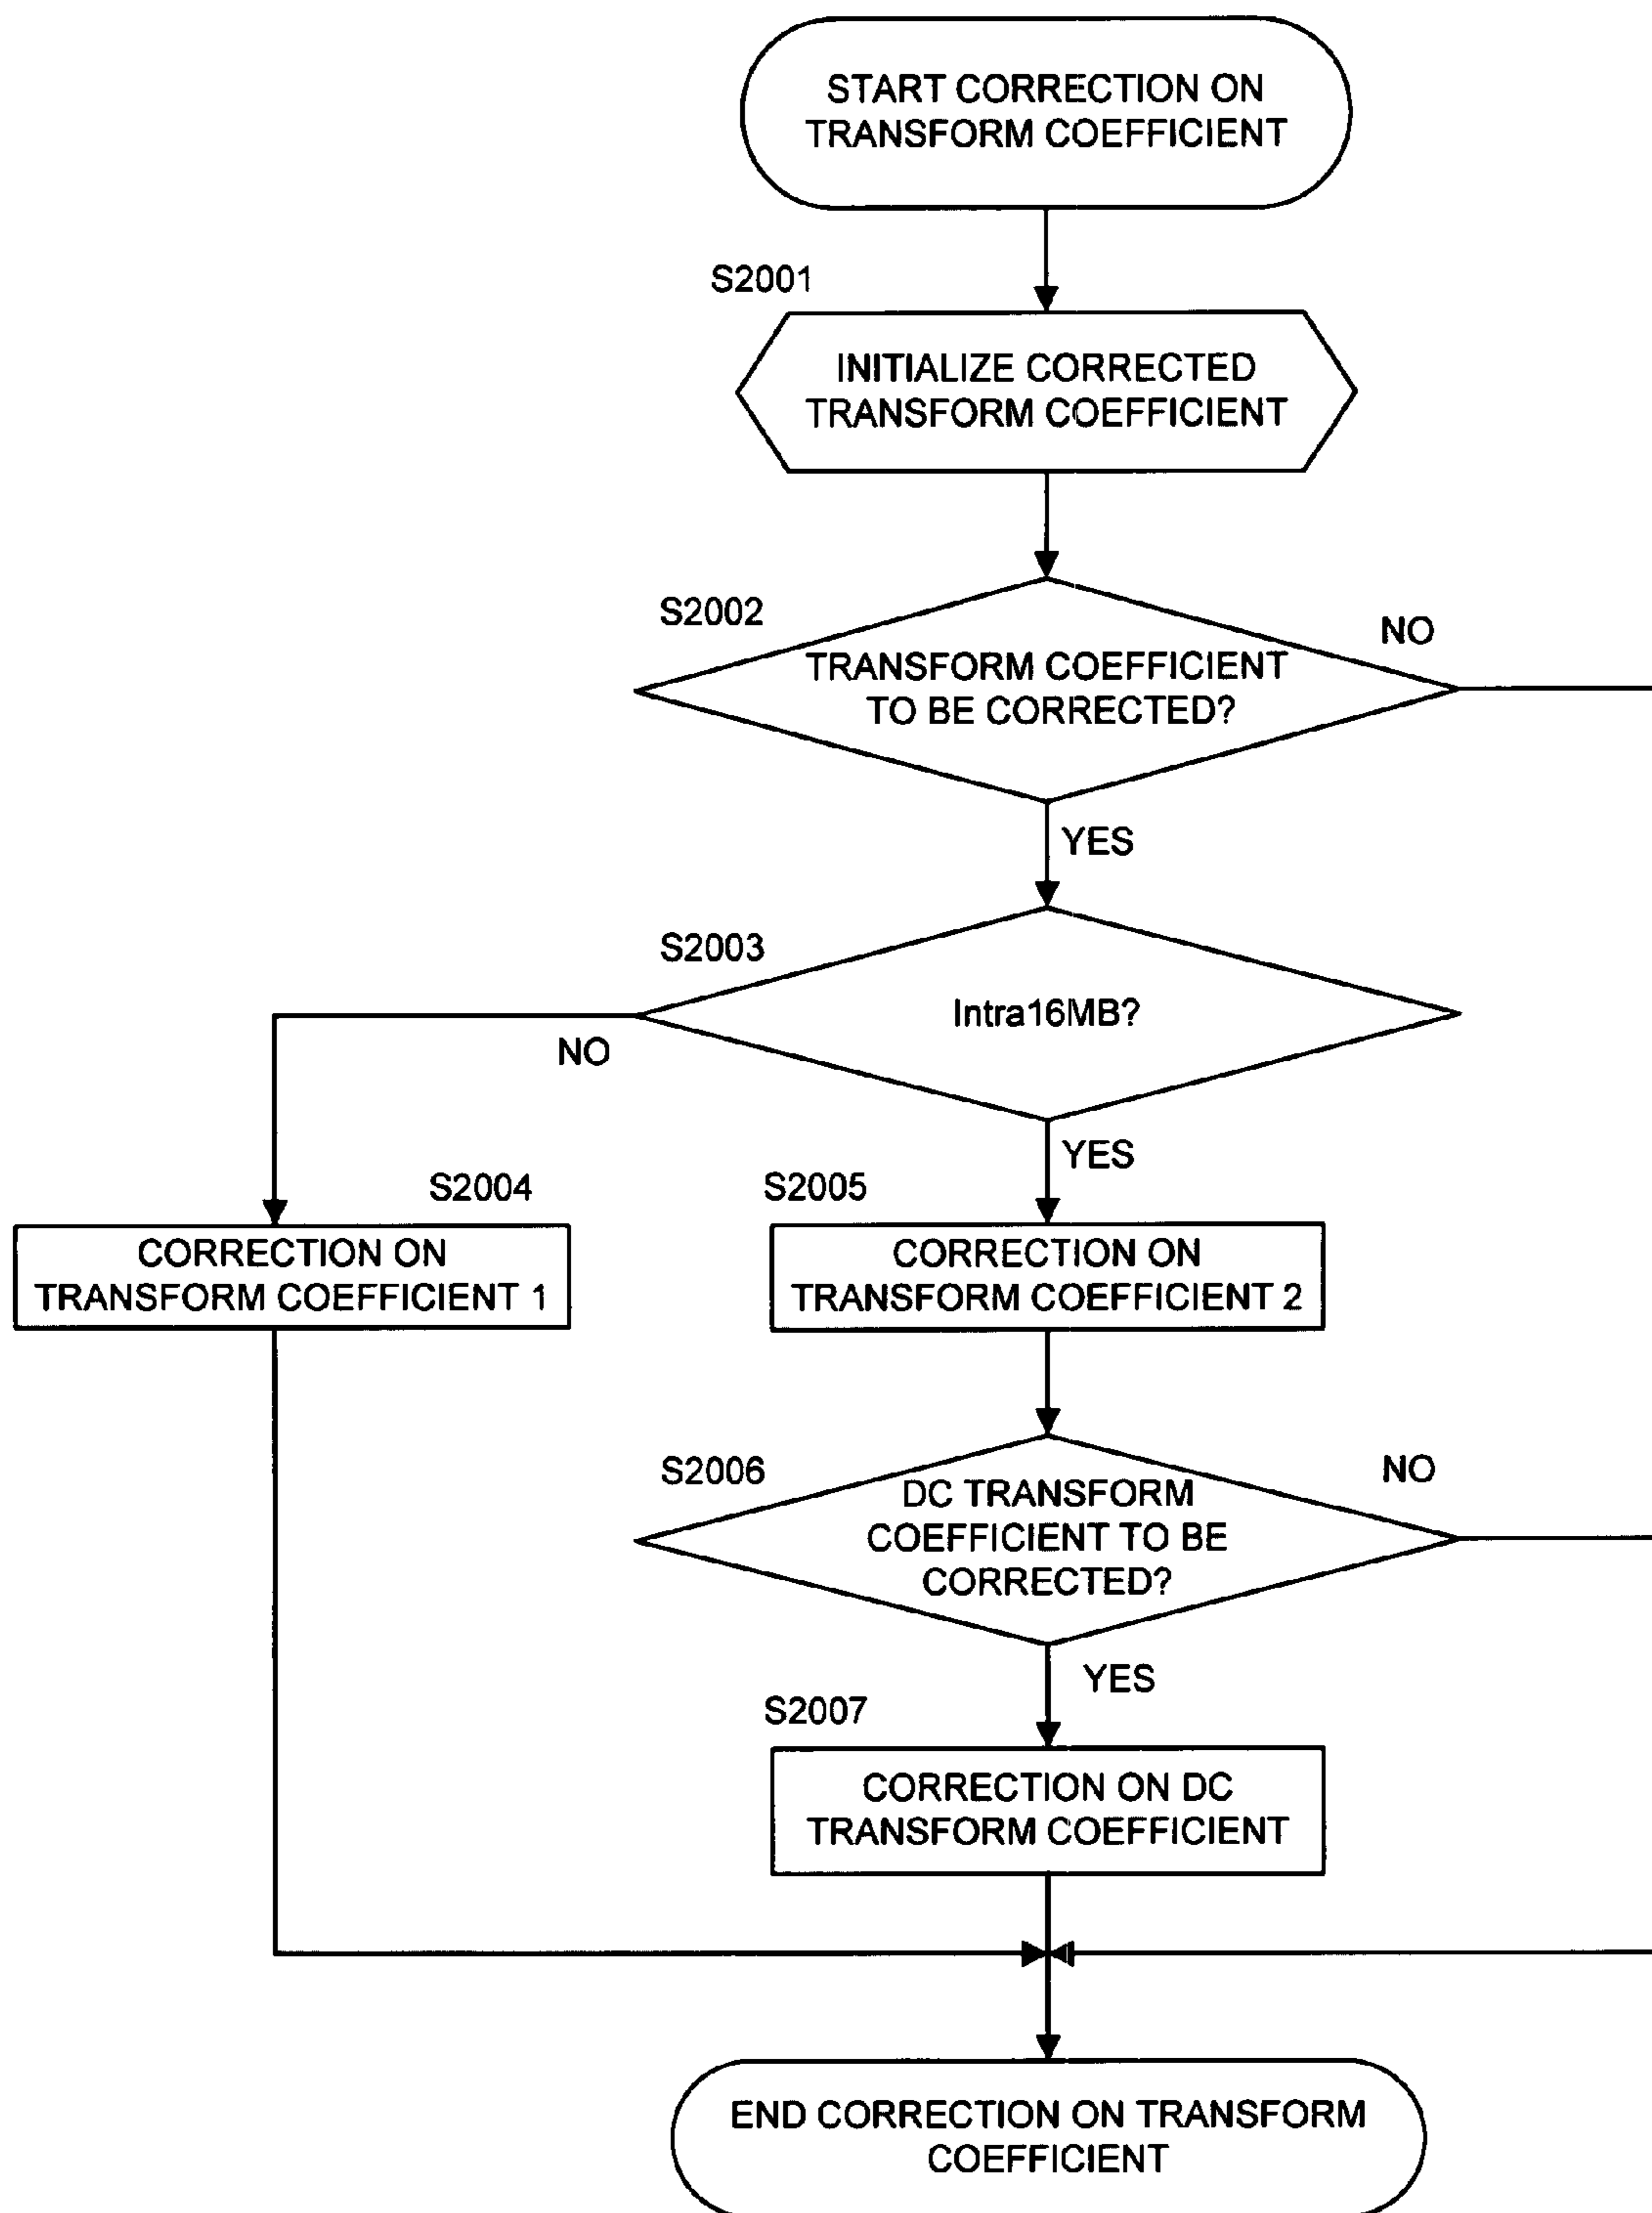 START CORRECTION ON
TRANSFORM COEFFICIENT
S2001
INITIALIZE CORRECTED
TRANSFORM COEFFICIENT
S2002
NO
TRANSFORM COEFFICIENT
TO BE CORRECTED?
YES
S2003
Intra16MB?
NO
YES
S2004
S2005
CORRECTION ON
TRANSFORM COEFFICIENT 1
CORRECTION ON
TRANSFORM COEFFICIENT 2
S2006
NO
DC TRANSFORM
COEFFICIENT TO BE
CORRECTED?
YES
S2007
CORRECTION ON DC
TRANSFORM COEFFICIENT
END CORRECTION ON TRANSFORM
COEFFICIENT